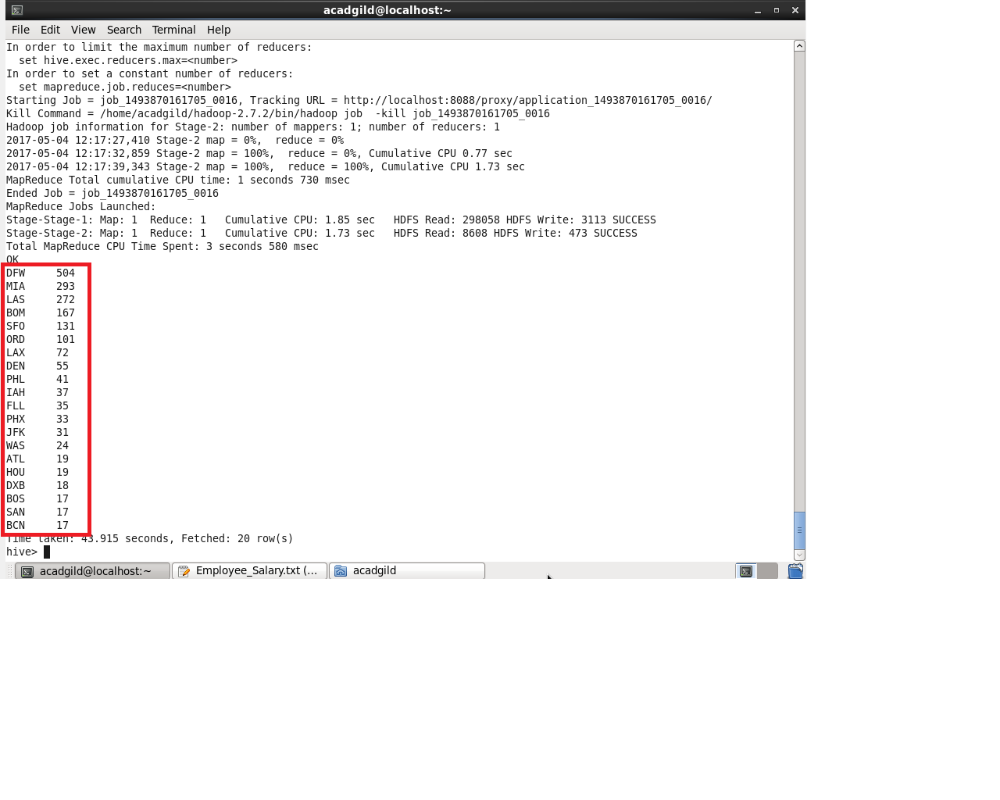 acadgild@localhost:~
File Edit View Search Terminal Help
In order to limit the maximum number of reducers:
  set hive.exec.reducers.max=<number>
In order to set a constant number of reducers:
  set mapreduce.job.reduces=<number>
Starting Job = job_1493870161705_0016, Tracking URL = http://localhost:8088/proxy/application_1493870161705_0016/
Kill Command = /home/acadgild/hadoop-2.7.2/bin/hadoop job  -kill job_1493870161705_0016
Hadoop job information for Stage-2: number of mappers: 1; number of reducers: 1
2017-05-04 12:17:27,410 Stage-2 map = 0%,  reduce = 0%
2017-05-04 12:17:32,859 Stage-2 map = 100%,  reduce = 0%, Cumulative CPU 0.77 sec
2017-05-04 12:17:39,343 Stage-2 map = 100%,  reduce = 100%, Cumulative CPU 1.73 sec
MapReduce Total cumulative CPU time: 1 seconds 730 msec
Ended Job = job_1493870161705_0016
MapReduce Jobs Launched:
Stage-Stage-1: Map: 1  Reduce: 1   Cumulative CPU: 1.85 sec   HDFS Read: 298058 HDFS Write: 3113 SUCCESS
Stage-Stage-2: Map: 1  Reduce: 1   Cumulative CPU: 1.73 sec   HDFS Read: 8608 HDFS Write: 473 SUCCESS
Total MapReduce CPU Time Spent: 3 seconds 580 msec
OK
DFW     504
MIA     293
LAS     272
BOM     167
SFO     131
ORD     101
LAX     72
DEN     55
PHL     41
IAH     37
FLL     35
PHX     33
JFK     31
WAS     24
ATL     19
HOU     19
DXB     18
BOS     17
SAN     17
BCN     17
Time taken: 43.915 seconds, Fetched: 20 row(s)
hive>
acadgild@localhost:~ Employee_Salary.txt (... acadgild